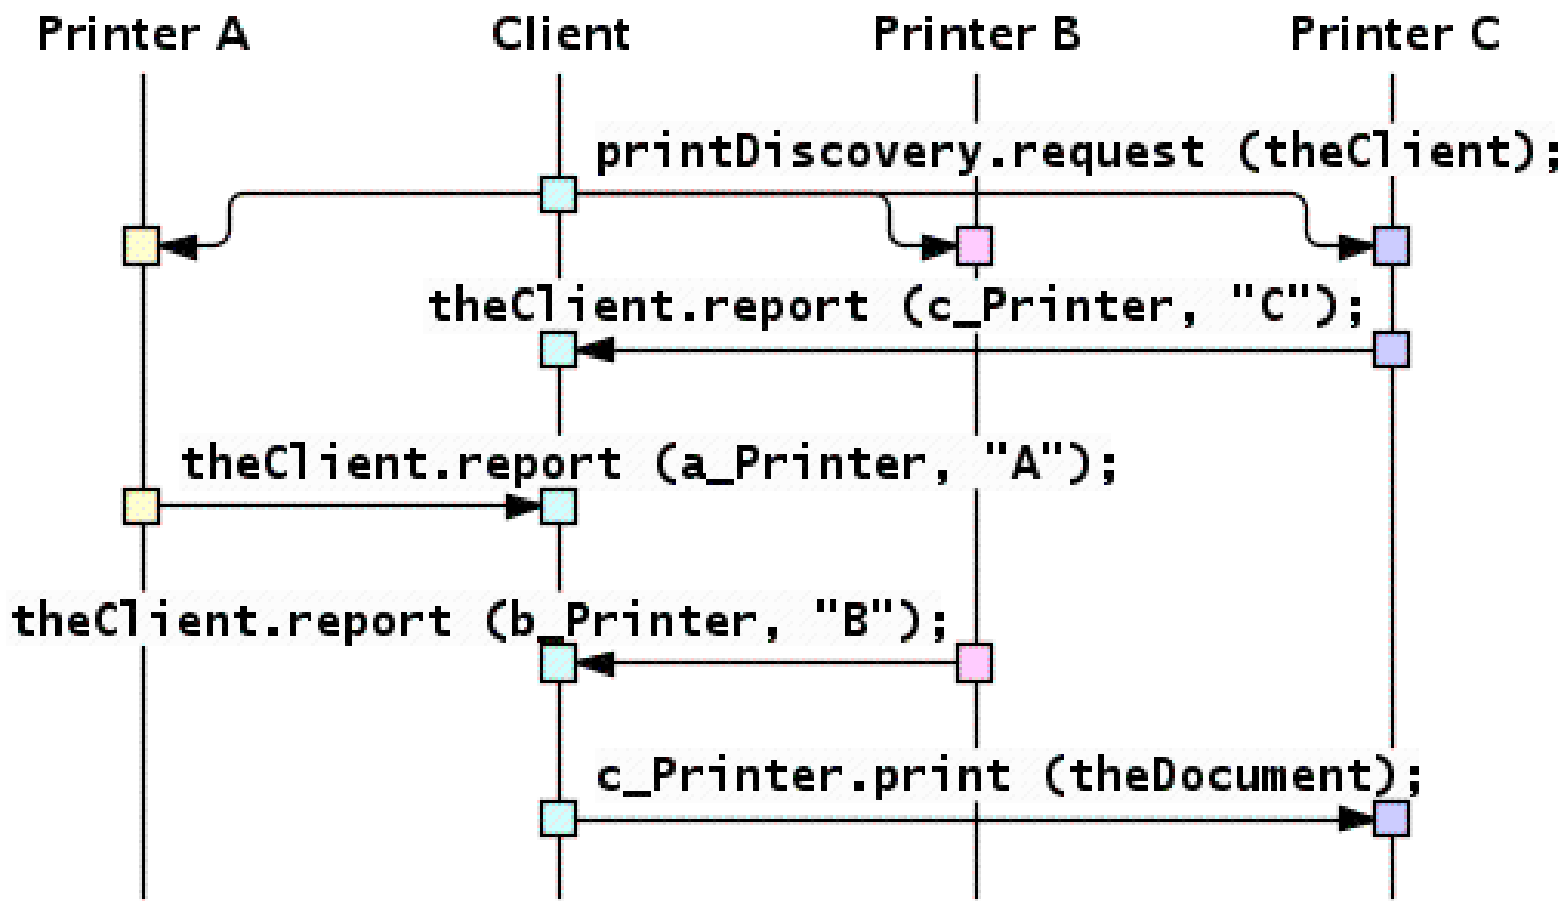 Printer A Client Printer B Printer C
printDiscovery.request (theClient);
theClient.report (c_Printer, "C");
theClient.report (a_Printer, "A");
theClient.report (b_Printer, "B");
c_Printer.print (theDocument);